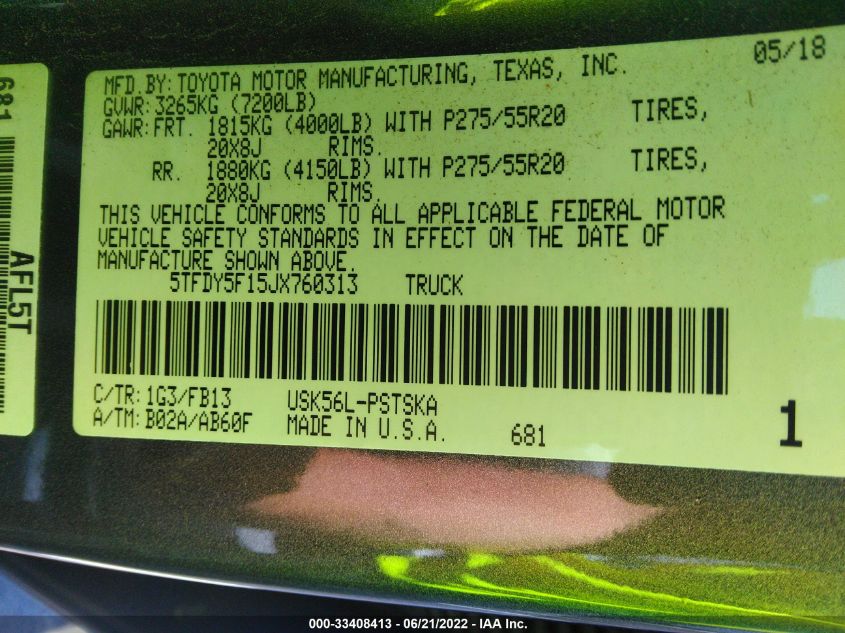 681
AFL5T
05/18
MFD.BY:TOYOTA MOTOR MANUFACTURING, TEXAS, INC.
GVWR:3265KG (7200LB)
GAWR:FRT. 1815KG (4000LB) WITH P275/55R20 TIRES,
20X8J RIMS.
RR. 1880KG (4150LB) WITH P275/55R20 TIRES,
20X8J RIMS.
THIS VEHICLE CONFORMS TO ALL APPLICABLE FEDERAL MOTOR
VEHICLE SAFETY STANDARDS IN EFFECT ON THE DATE OF
MANUFACTURE SHOWN ABOVE.
5TFDY5F15JX760313 TRUCK
C/TR:1G3/FB13 USK56L-PSTSKA
A/TM:B02A/AB60F MADE IN U.S.A. 681
1
000-33408413 - 06/21/2022 - IAA Inc.